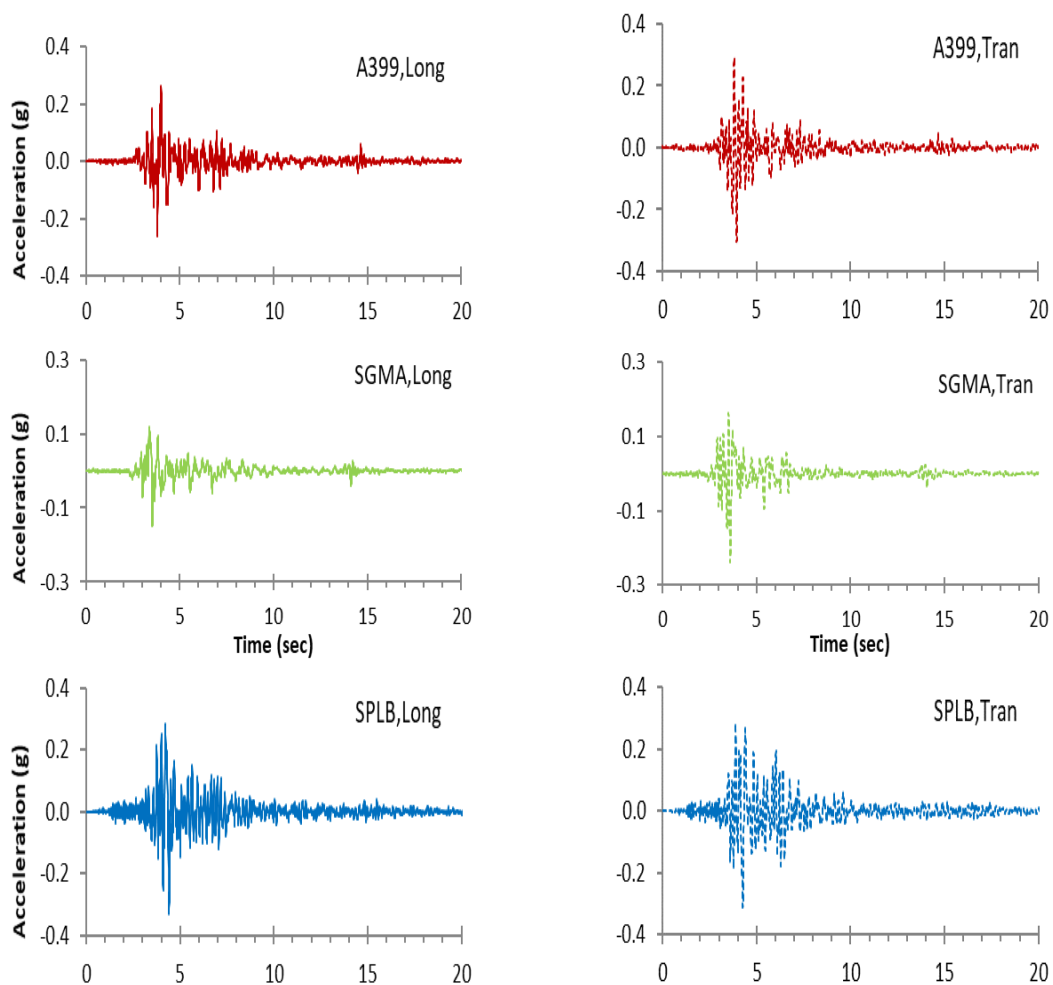 A399,Long
Acceleration (g)
0.4
0.2
0.0
-0.2
-0.4
0 5 10 15 20
A399,Tran
0.4
0.2
0.0
-0.2
-0.4
0 5 10 15 20
SGMA,Long
Acceleration (g)
0.3
0.1
-0.1
-0.3
0 5 10 15 20
Time (sec)
SGMA,Tran
0.3
0.1
-0.1
-0.3
0 5 10 15 20
Time (sec)
SPLB,Long
Acceleration (g)
0.4
0.2
0.0
-0.2
-0.4
0 5 10 15 20
SPLB,Tran
0.4
0.2
0.0
-0.2
-0.4
0 5 10 15 20